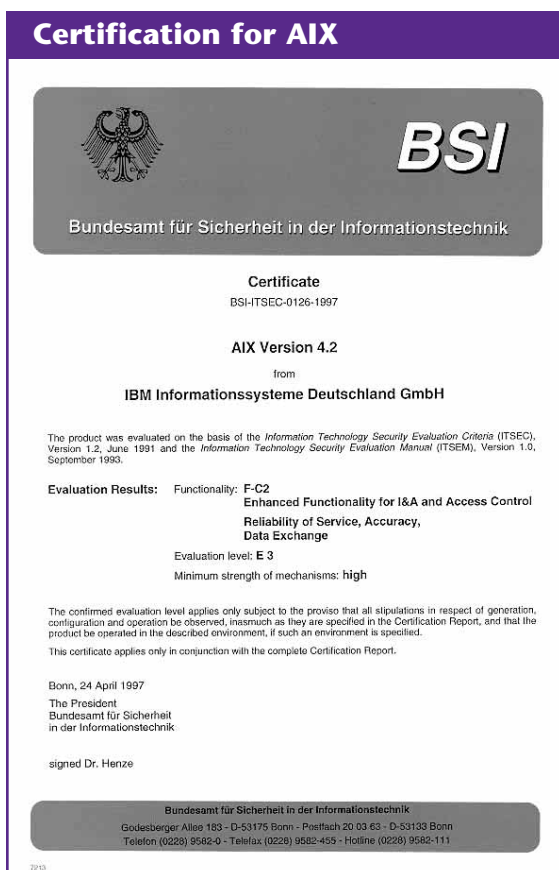 Certification for AIX
BSI
Bundesamt für Sicherheit in der Informationstechnik
Certificate
BSI-ITSEC-0126-1997
AIX Version 4.2
from
IBM Informationssysteme Deutschland GmbH
The product was evaluated on the basis of the Information Technology Security Evaluation Criteria (ITSEC),
Version 1.2, June 1991 and the Information Technology Security Evaluation Manual (ITSEM), Version 1.0,
September 1993.
Evaluation Results: Functionality: F-C2
Enhanced Functionality for I&A and Access Control
Reliability of Service, Accuracy,
Data Exchange
Evaluation level: E 3
Minimum strength of mechanisms: high
The confirmed evaluation level applies only subject to the proviso that all stipulations in respect of generation,
configuration and operation be observed, inasmuch as they are specified in the Certification Report, and that the
product be operated in the described environment, if such an environment is specified.
This certificate applies only in conjunction with the complete Certification Report.
Bonn, 24 April 1997
The President
Bundesamt für Sicherheit
in der Informationstechnik
signed Dr. Henze
Bundesamt für Sicherheit in der Informationstechnik
Godesberger Allee 183 - D-53175 Bonn - Postfach 20 03 63 - D-53133 Bonn
Telefon (0228) 9582-0 - Telefax (0228) 9582-455 - Hotline (0228) 9582-111